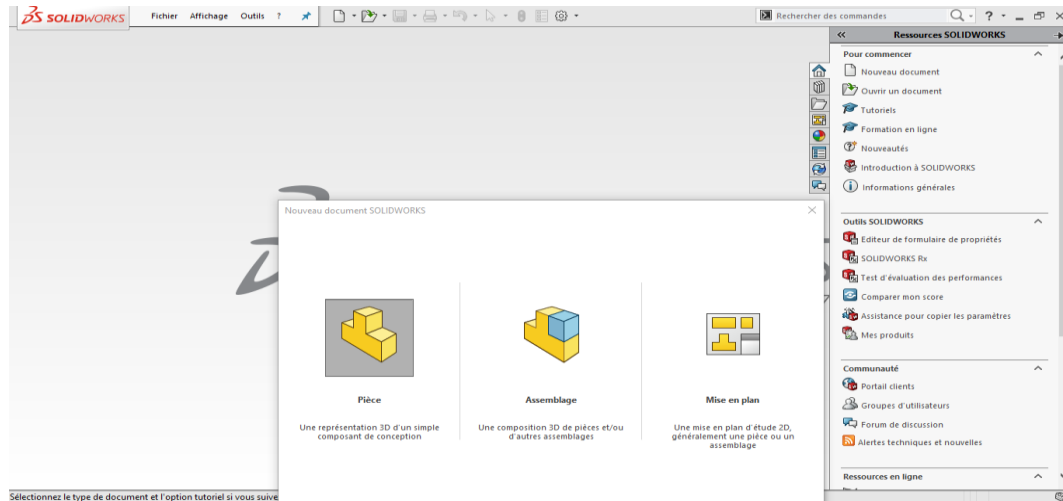 SOLIDWORKS Fichier Affichage Outils ? Rechercher des commandes ?
Ressources SOLIDWORKS
Pour commencer
Nouveau document
Ouvrir un document
Tutoriels
Formation en ligne
Nouveautés
Introduction à SOLIDWORKS
Informations générales
Outils SOLIDWORKS
Editeur de formulaire de propriétés
SOLIDWORKS Rx
Test d'évaluation des performances
Comparer mon score
Assistance pour copier les paramètres
Mes produits
Communauté
Portail clients
Groupes d'utilisateurs
Forum de discussion
Alertes techniques et nouvelles
Ressources en ligne
Nouveau document SOLIDWORKS
Pièce
Une représentation 3D d'un simple
composant de conception
Assemblage
Une composition 3D de pièces et/ou
d'autres assemblages
Mise en plan
Une mise en plan d'étude 2D,
généralement une pièce ou un
assemblage
Sélectionnez le type de document et l'option tutoriel si vous suive